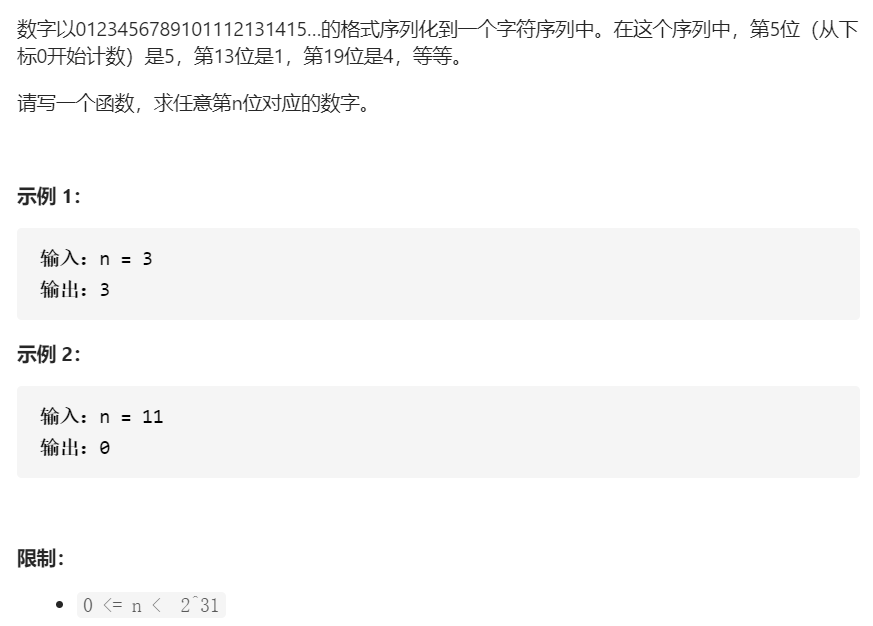 数字以0123456789101112131415…的格式序列化到一个字符序列中。在这个序列中，第5位（从下
标0开始计数）是5，第13位是1，第19位是4，等等。
请写一个函数，求任意第n位对应的数字。
示例 1：
输入：n = 3
输出：3
示例 2：
输入：n = 11
输出：0
限制：
• 0 <= n < 2^31